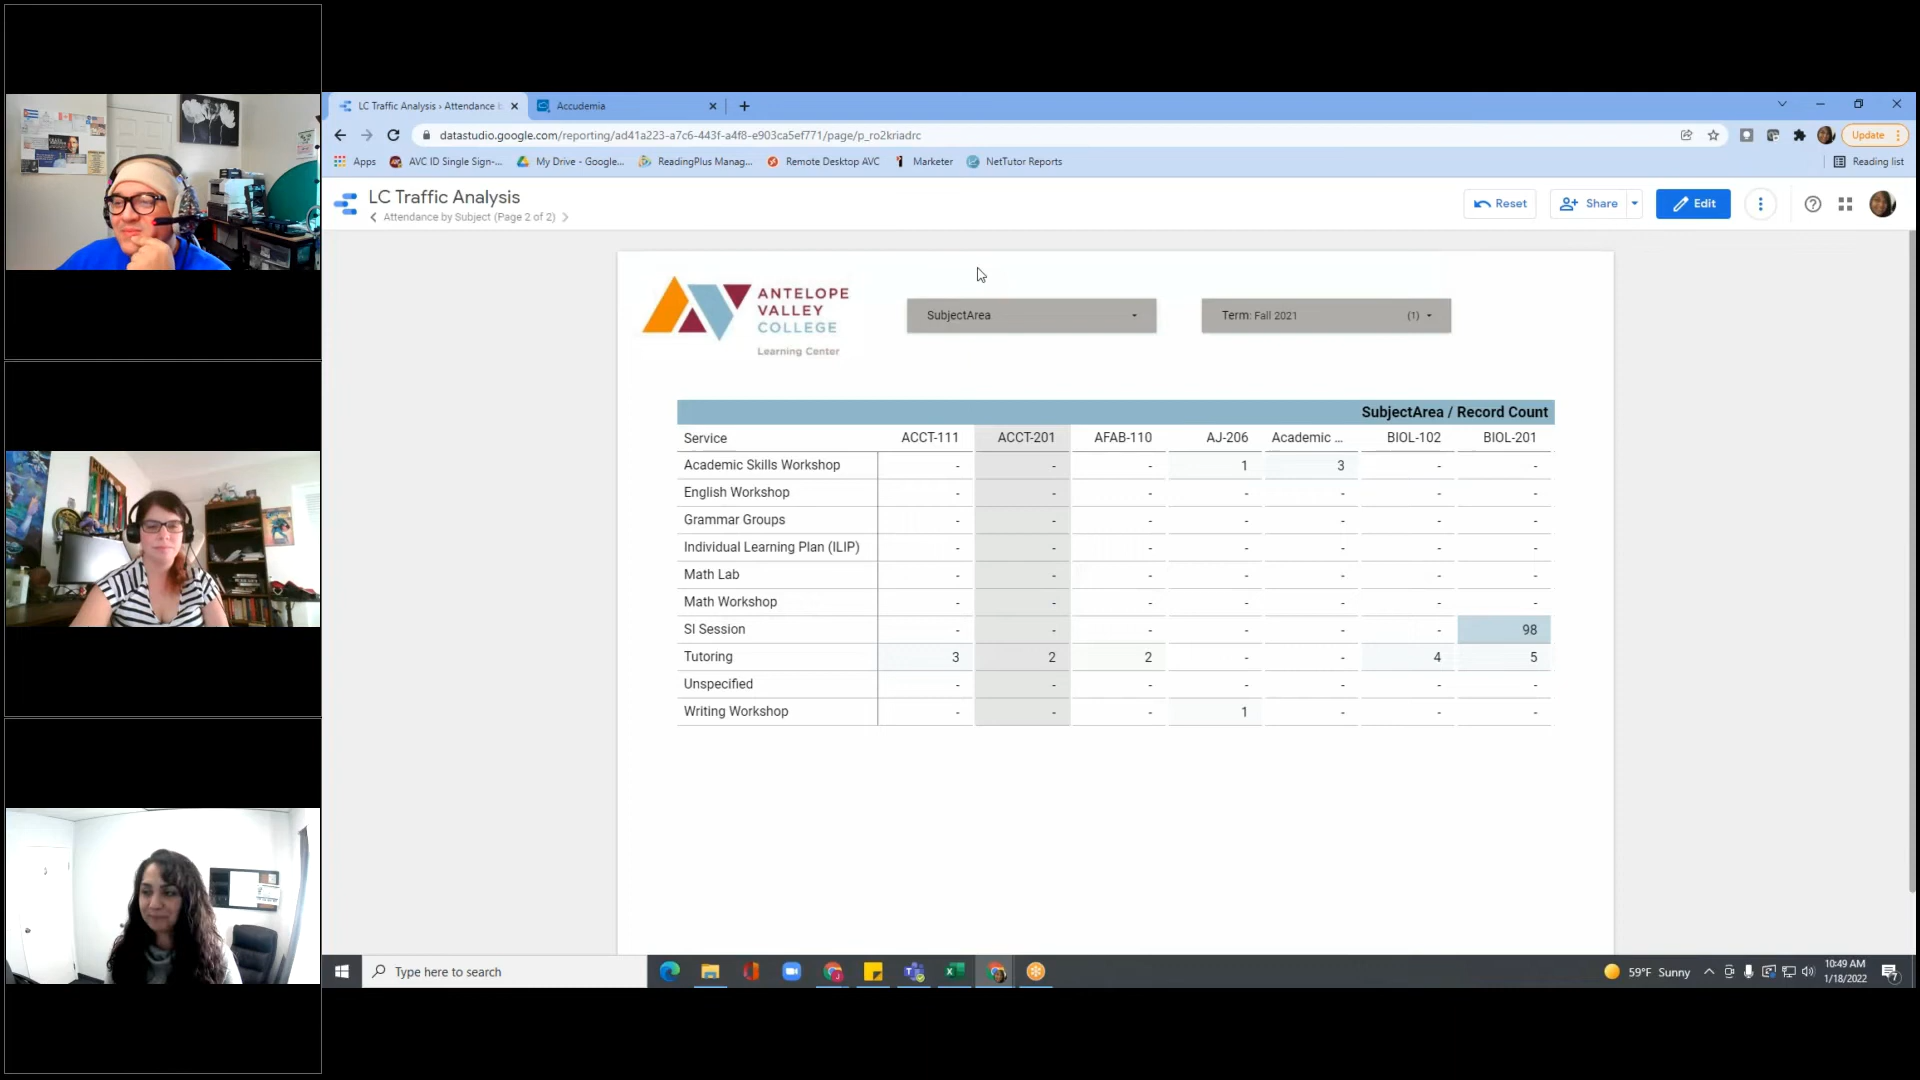 LC Traffic Analysis › Attendance b
Accudemia
datastudio.google.com/reporting/ad41a223-a7c6-443f-a4f8-e903ca5ef771/page/p_ro2kriadrc
Update
Apps
AVC ID Single Sign-...
My Drive - Google...
ReadingPlus Manag...
Remote Desktop AVC
Marketer
NetTutor Reports
Reading list
LC Traffic Analysis
Attendance by Subject (Page 2 of 2)
Reset
Share
Edit
ANTELOPE
VALLEY
COLLEGE
Learning Center
SubjectArea
Term: Fall 2021 (1)
SubjectArea / Record Count
Service ACCT-111 ACCT-201 AFAB-110 AJ-206 Academic ... BIOL-102 BIOL-201
Academic Skills Workshop - - - 1 3 - -
English Workshop - - - - - - -
Grammar Groups - - - - - - -
Individual Learning Plan (ILIP) - - - - - - -
Math Lab - - - - - - -
Math Workshop - - - - - - -
SI Session - - - - - - 98
Tutoring 3 2 2 - - 4 5
Unspecified - - - - - - -
Writing Workshop - - - 1 - - -
Type here to search
59°F Sunny
10:49 AM
1/18/2022
7